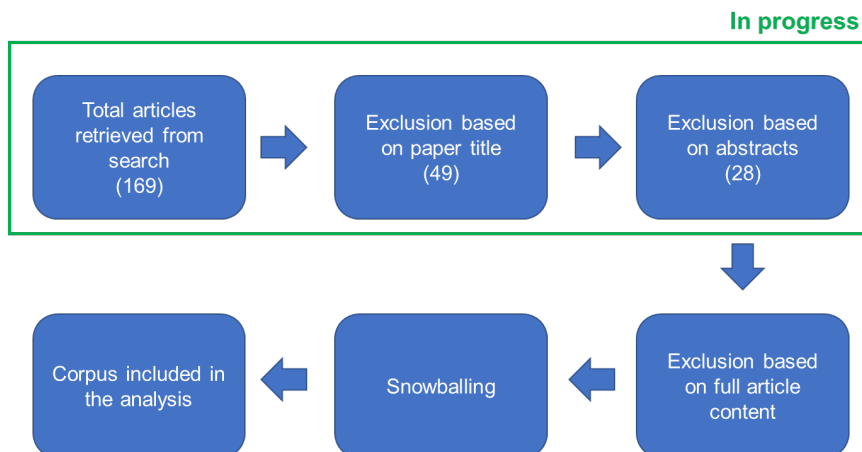 In progress
Total articles
retrieved from
search
(169)
Exclusion based
on paper title
(49)
Exclusion based
on abstracts
(28)
Exclusion based
on full article
content
Snowballing
Corpus included in
the analysis